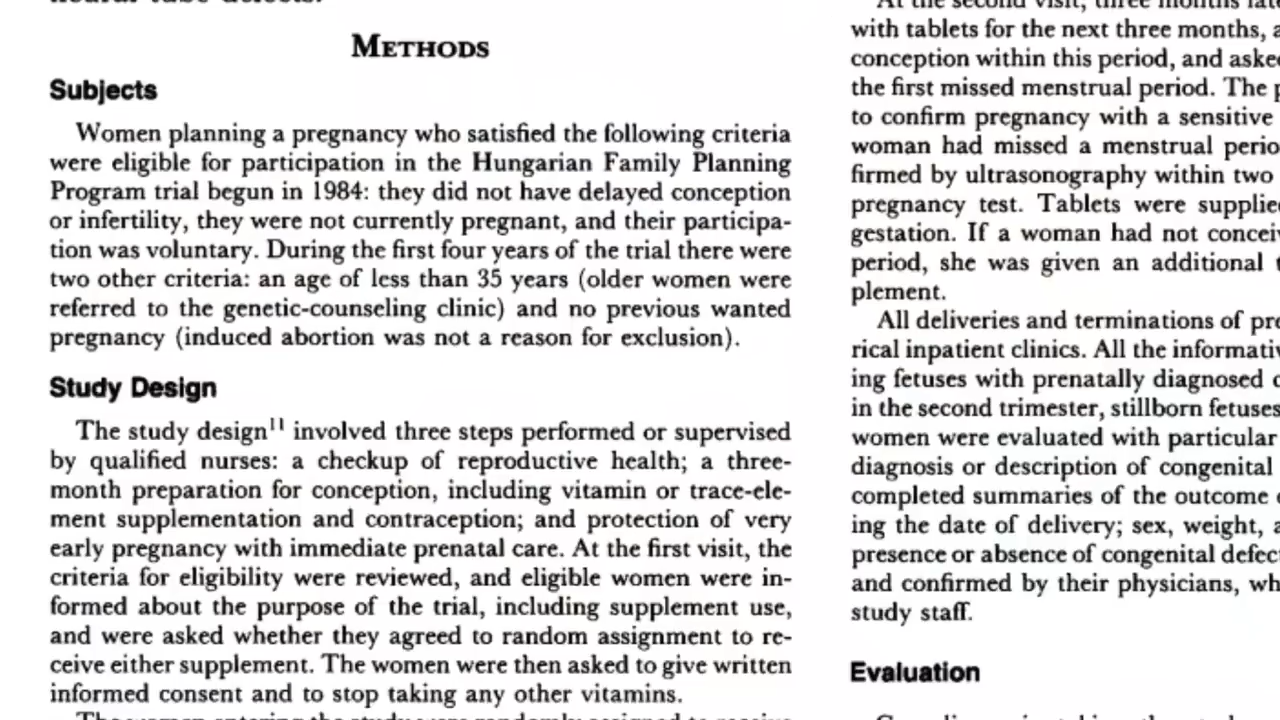 METHODS
Subjects
Women planning a pregnancy who satisfied the following criteria
were eligible for participation in the Hungarian Family Planning
Program trial begun in 1984: they did not have delayed conception
or infertility, they were not currently pregnant, and their participa-
tion was voluntary. During the first four years of the trial there were
two other criteria: an age of less than 35 years (older women were
referred to the genetic-counseling clinic) and no previous wanted
pregnancy (induced abortion was not a reason for exclusion).
Study Design
The study design11 involved three steps performed or supervised
by qualified nurses: a checkup of reproductive health; a three-
month preparation for conception, including vitamin or trace-ele-
ment supplementation and contraception; and protection of very
early pregnancy with immediate prenatal care. At the first visit, the
criteria for eligibility were reviewed, and eligible women were in-
formed about the purpose of the trial, including supplement use,
and were asked whether they agreed to random assignment to re-
ceive either supplement. The women were then asked to give written
informed consent and to stop taking any other vitamins.
At the second visit, three months
with tablets for the next three months,
conception within this period, and
the first missed menstrual period. The
to confirm pregnancy with a sensitive
woman had missed a menstrual
firmed by ultrasonography within two
pregnancy test. Tablets were
gestation. If a woman had not
period, she was given an additional
plement.
All deliveries and terminations of
rical inpatient clinics. All the
ing fetuses with prenatally diagnosed
in the second trimester, stillborn fetuses
women were evaluated with particular
diagnosis or description of congenital
completed summaries of the outcome
ing the date of delivery; sex, weight,
presence or absence of congenital
and confirmed by their physicians,
study staff.
Evaluation